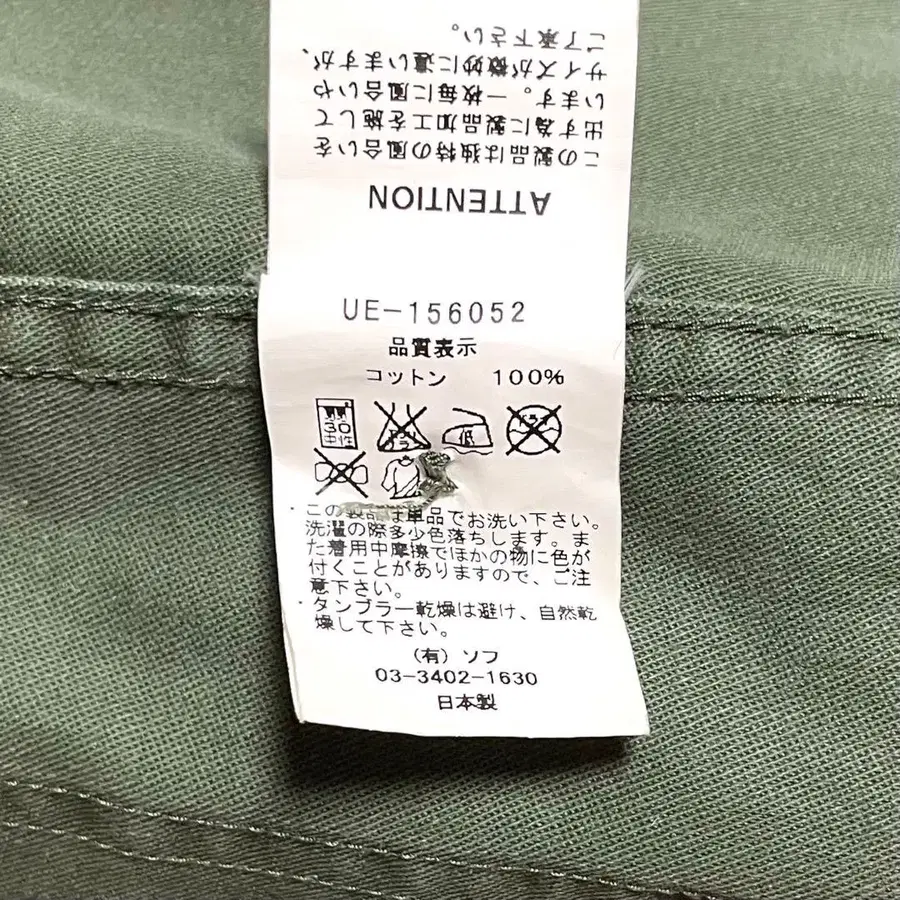 ATTENTION
この製品は独特の風合いを
出す為に製品加工を施して
います。一枚毎に風合いや
サイズが微妙に違いますが、
ご了承下さい。
UE-156052
品質表示
コットン 100%
30
中性
低
・この製品は単品でお洗い下さい。
洗濯の際多少色落ちします。ま
た着用中摩擦でほかの物に色が
付くことがありますので、ご注
意下さい。
・タンブラー乾燥は避け、自然乾
燥して下さい。
(有) ソフ
03-3402-1630
日本製